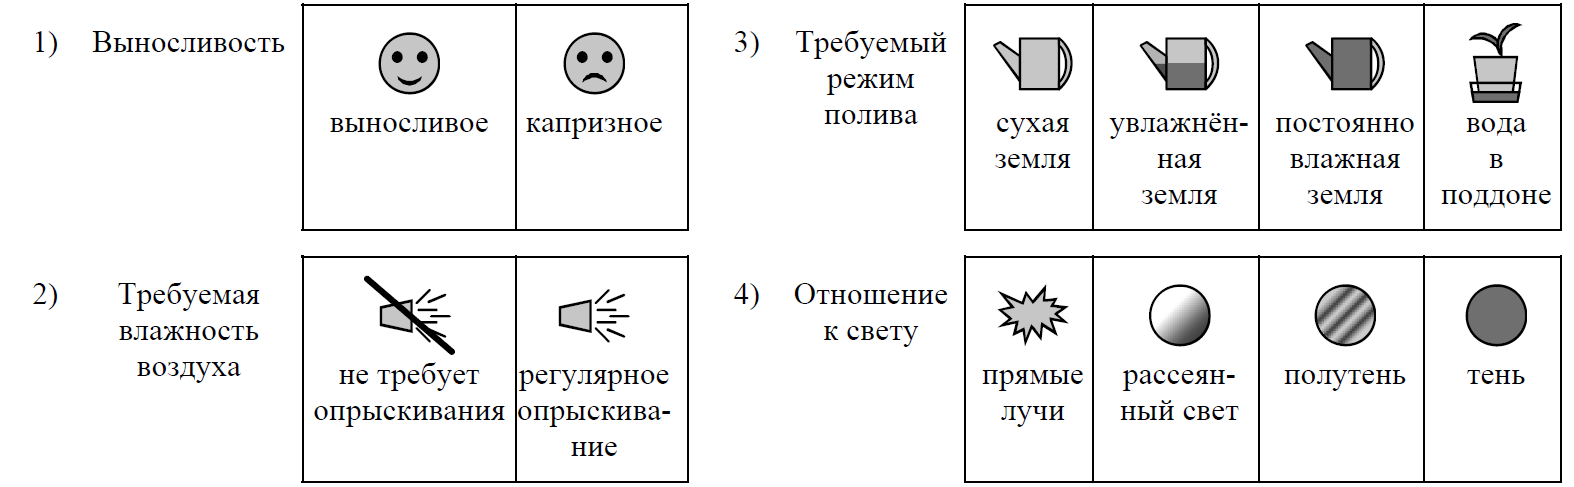 1) Выносливость
выносливое
капризное
2) Требуемая
влажность
воздуха
не требует
опрыскивания
регулярное
опрыскива-
ние
3) Требуемый
режим
полива
сухая
земля
увлажнён-
ная
земля
постоянно
влажная
земля
вода
в
поддоне
4) Отношение
к свету
прямые
лучи
рассеян-
ный свет
полутень
тень